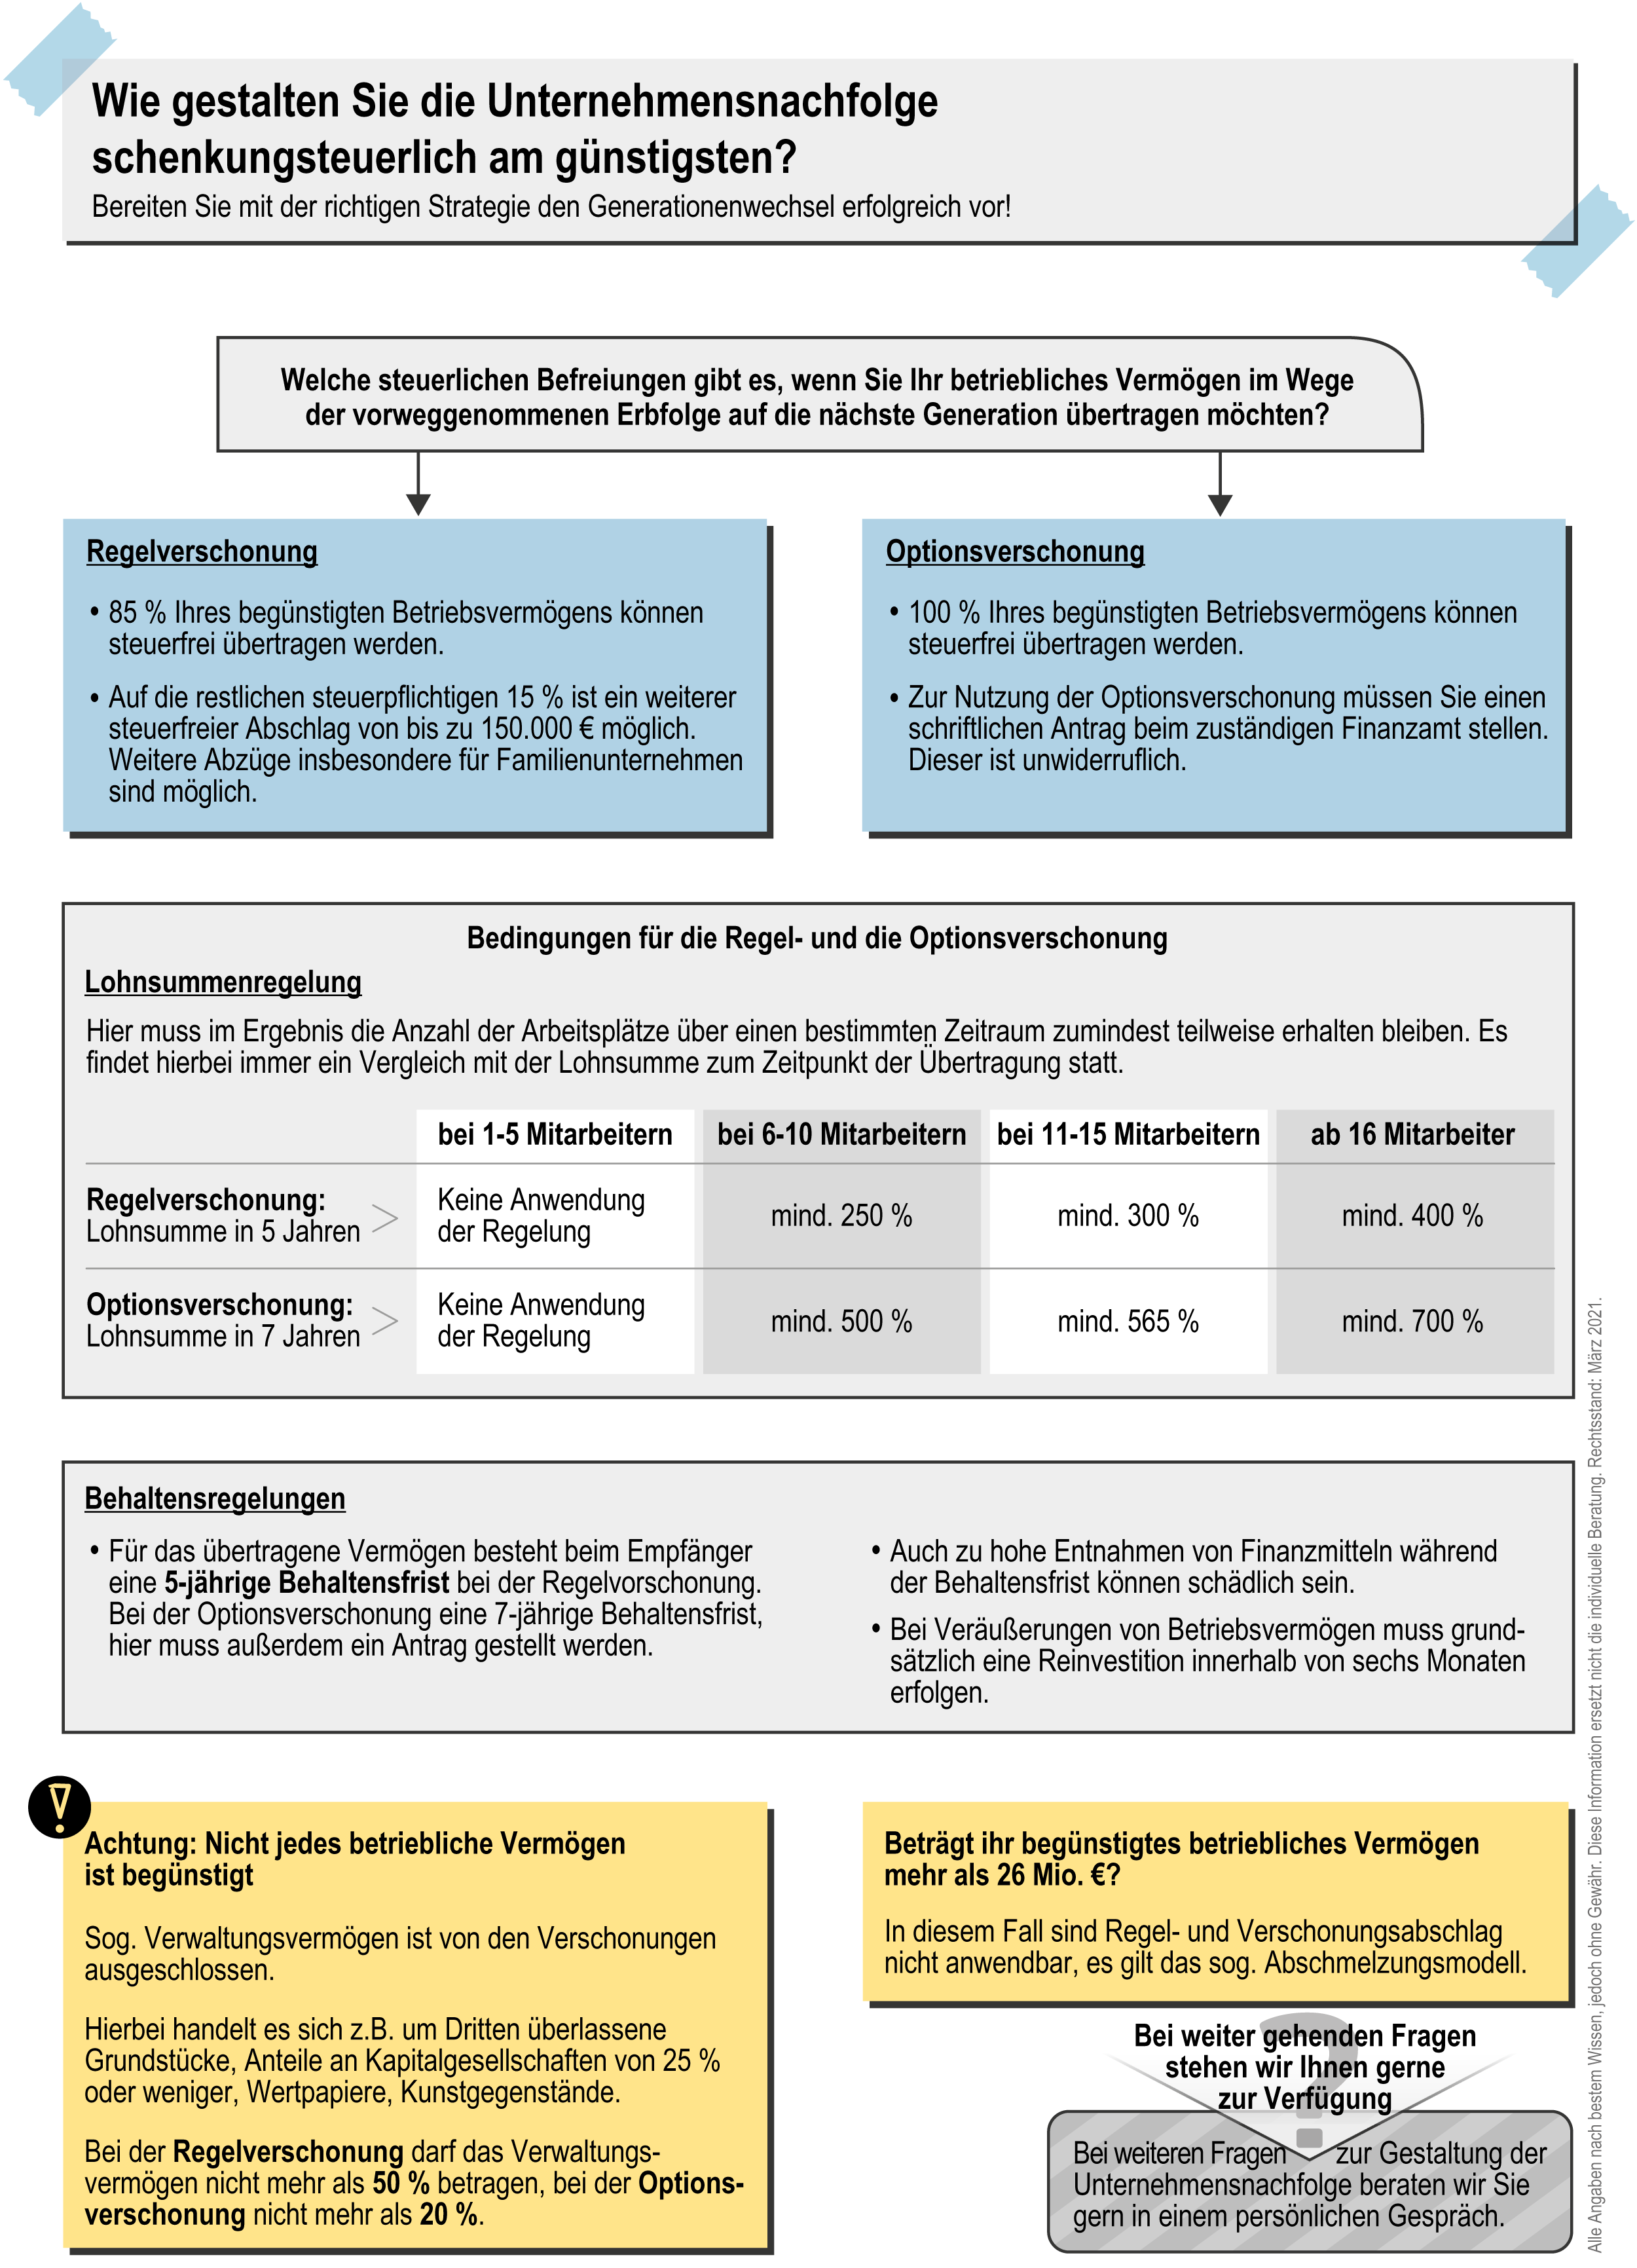 Wie gestalten Sie die Unternehmensnachfolge
schenkungsteuerlich am günstigsten?
Bereiten Sie mit der richtigen Strategie den Generationenwechsel erfolgreich vor!
Welche steuerlichen Befreiungen gibt es, wenn Sie Ihr betriebliches Vermögen im Wege
der vorweggenommenen Erbfolge auf die nächste Generation übertragen möchten?
Regelverschonung
• 85 % Ihres begünstigten Betriebsvermögens können
steuerfrei übertragen werden.
• Auf die restlichen steuerpflichtigen 15 % ist ein weiterer
steuerfreier Abschlag von bis zu 150.000 € möglich.
Weitere Abzüge insbesondere für Familienunternehmen
sind möglich.
Optionsverschonung
• 100 % Ihres begünstigten Betriebsvermögens können
steuerfrei übertragen werden.
• Zur Nutzung der Optionsverschonung müssen Sie einen
schriftlichen Antrag beim zuständigen Finanzamt stellen.
Dieser ist unwiderruflich.
Bedingungen für die Regel- und die Optionsverschonung
Lohnsummenregelung
Hier muss im Ergebnis die Anzahl der Arbeitsplätze über einen bestimmten Zeitraum zumindest teilweise erhalten bleiben. Es
findet hierbei immer ein Vergleich mit der Lohnsumme zum Zeitpunkt der Übertragung statt.
bei 1-5 Mitarbeitern bei 6-10 Mitarbeitern bei 11-15 Mitarbeitern ab 16 Mitarbeiter
Regelverschonung:
Lohnsumme in 5 Jahren
Keine Anwendung
der Regelung
mind. 250 % mind. 300 % mind. 400 %
Optionsverschonung:
Lohnsumme in 7 Jahren
Keine Anwendung
der Regelung
mind. 500 % mind. 565 % mind. 700 %
Behaltensregelungen
• Für das übertragene Vermögen besteht beim Empfänger
eine 5-jährige Behaltensfrist bei der Regelvorschonung.
Bei der Optionsverschonung eine 7-jährige Behaltensfrist,
hier muss außerdem ein Antrag gestellt werden.
• Auch zu hohe Entnahmen von Finanzmitteln während
der Behaltensfrist können schädlich sein.
• Bei Veräußerungen von Betriebsvermögen muss grund-
sätzlich eine Reinvestition innerhalb von sechs Monaten
erfolgen.
!
Achtung: Nicht jedes betriebliche Vermögen
ist begünstigt
Sog. Verwaltungsvermögen ist von den Verschonungen
ausgeschlossen.
Hierbei handelt es sich z.B. um Dritten überlassene
Grundstücke, Anteile an Kapitalgesellschaften von 25 %
oder weniger, Wertpapiere, Kunstgegenstände.
Bei der Regelverschonung darf das Verwaltungs-
vermögen nicht mehr als 50 % betragen, bei der Options-
verschonung nicht mehr als 20 %.
Beträgt ihr begünstigtes betriebliches Vermögen
mehr als 26 Mio. €?
In diesem Fall sind Regel- und Verschonungsabschlag
nicht anwendbar, es gilt das sog. Abschmelzungsmodell.
?
Bei weiter gehenden Fragen
stehen wir Ihnen gerne
zur Verfügung
Bei weiteren Fragen zur Gestaltung der
Unternehmensnachfolge beraten wir Sie
gern in einem persönlichen Gespräch.
Alle Angaben nach bestem Wissen, jedoch ohne Gewähr. Diese Information ersetzt nicht die individuelle Beratung. Rechtsstand: März 2021.